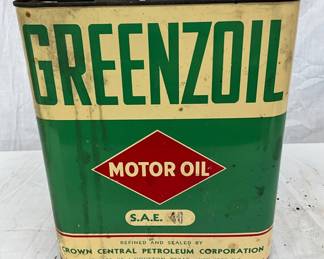 GREENZOIL
MOTOR OIL
S.A.E.
REFINED AND SEALED BY
CROWN CENTRAL PETROLEUM CORPORATION